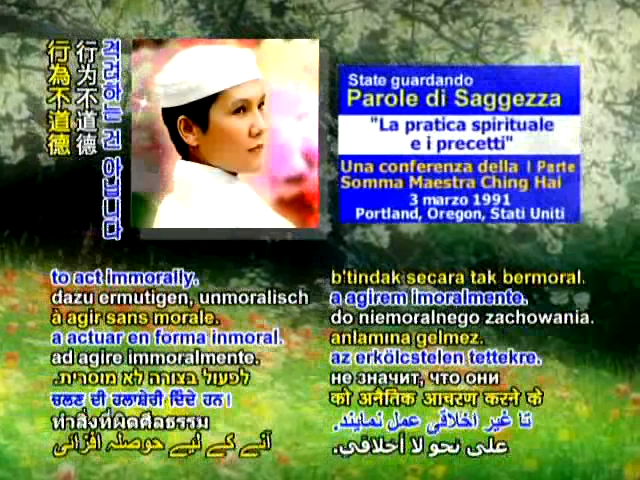 行為不道德
行为不道德
격려하는 건 아닙니다
State guardando
Parole di Saggezza
"La pratica spirituale
e i precetti"
Una conferenza della I Parte
Somma Maestra Ching Hai
3 marzo 1991
Portland, Oregon, Stati Uniti
to act immorally.
dazu ermutigen, unmoralisch
à agir sans morale.
a actuar en forma inmoral.
ad agire immoralmente.
לפעול בצורה לא מוסרית.
ਚਲਣ ਦੀ ਹਲਾਸ਼ੇਰੀ ਦਿੰਦੇ ਹਨ।
ทำสิ่งที่ผิดศีลธรรม
آنے کے لیے حوصلہ افزائی
b'tindak secara tak bermoral.
a agirem imoralmente.
do niemoralnego zachowania.
anlamına gelmez.
az erkölcstelen tettekre.
не значит, что они
को अनैतिक आचरण करने के
تا غیر اخلاقی عمل نمایند.
على نحو لا أخلاقي.